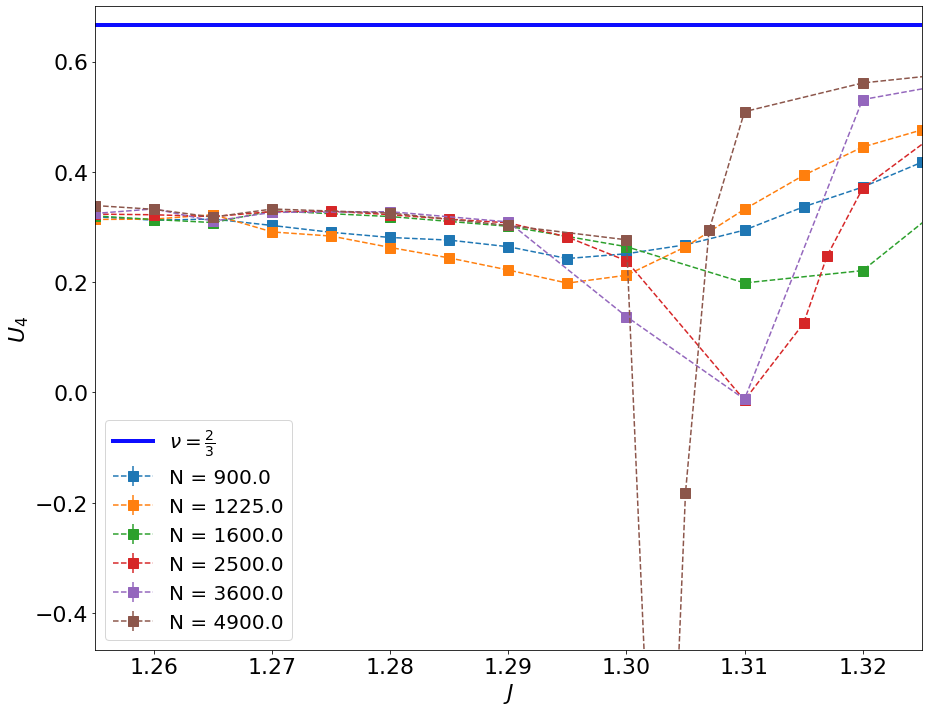 0.6
0.4
0.2
0.0
−0.2
−0.4
U₄
ν = 2/3
N = 900.0
N = 1225.0
N = 1600.0
N = 2500.0
N = 3600.0
N = 4900.0
1.26 1.27 1.28 1.29 1.30 1.31 1.32
J